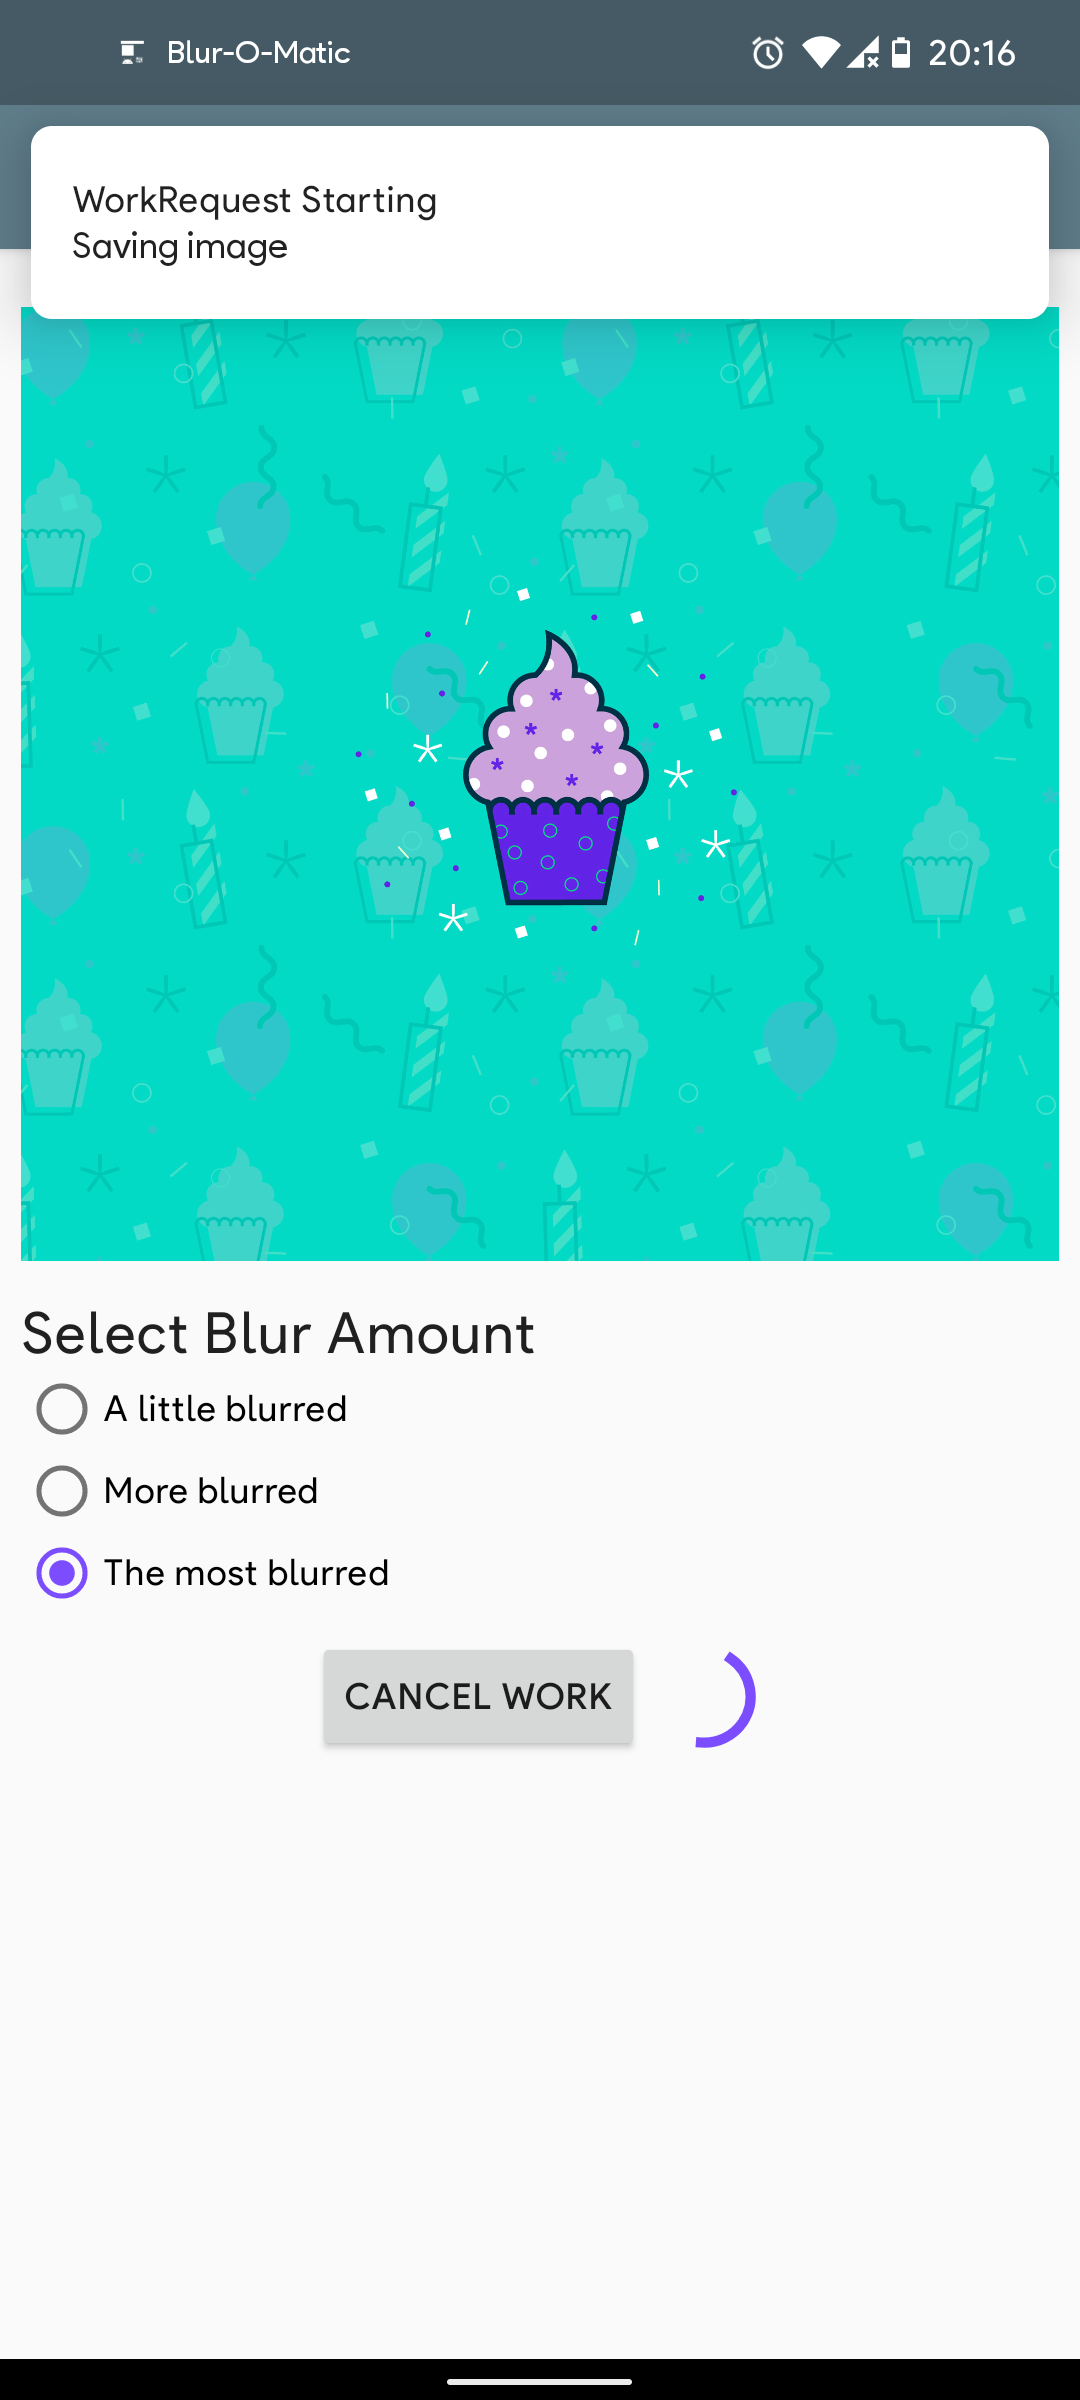 Blur-O-Matic
20:16
WorkRequest Starting
Saving image
Select Blur Amount
A little blurred
More blurred
The most blurred
CANCEL WORK